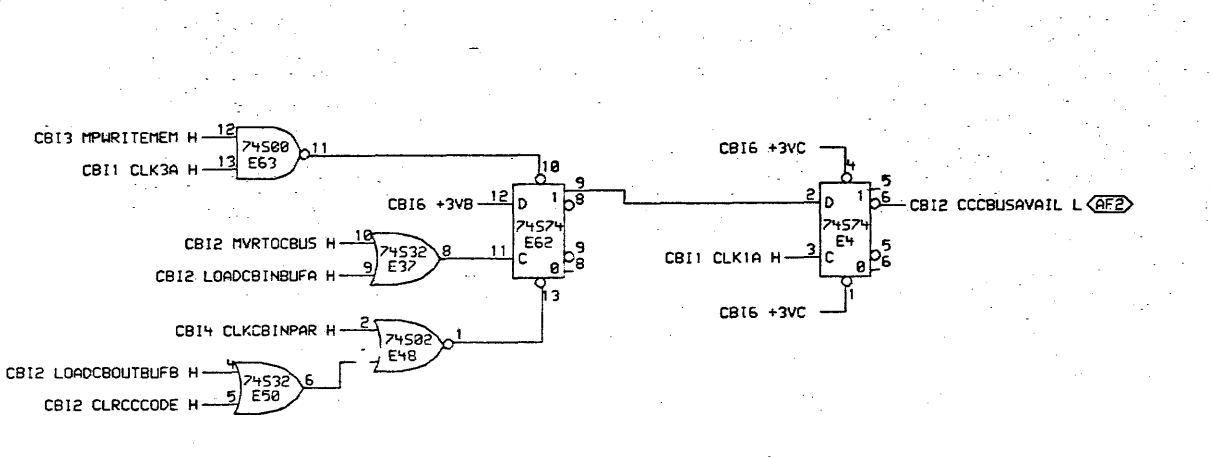 CBI3 MPWRITEMEM H 12
CBI1 CLK3A H 13
74S00
E63
11
10
CBI6 +3VB 12
D 1
9
8
74S74
E62
CBI2 MVRTOCBUS H 10
CBI2 LOADCBINBUFA H 9
74S32
E37
8
11 C
0
9
8
13
CBI4 CLKCBINPAR H 2
74S02
E48
1
CBI2 LOADCBOUTBUFB H 4
CBI2 CLRCCCODE H 5
74S32
E50
6
CBI6 +3VC
4
2 D 1
5
6
CBI2 CCCBUSAVAIL L AF2
74S74
E4
CBI1 CLK1A H 3 C
0
5
6
1
CBI6 +3VC